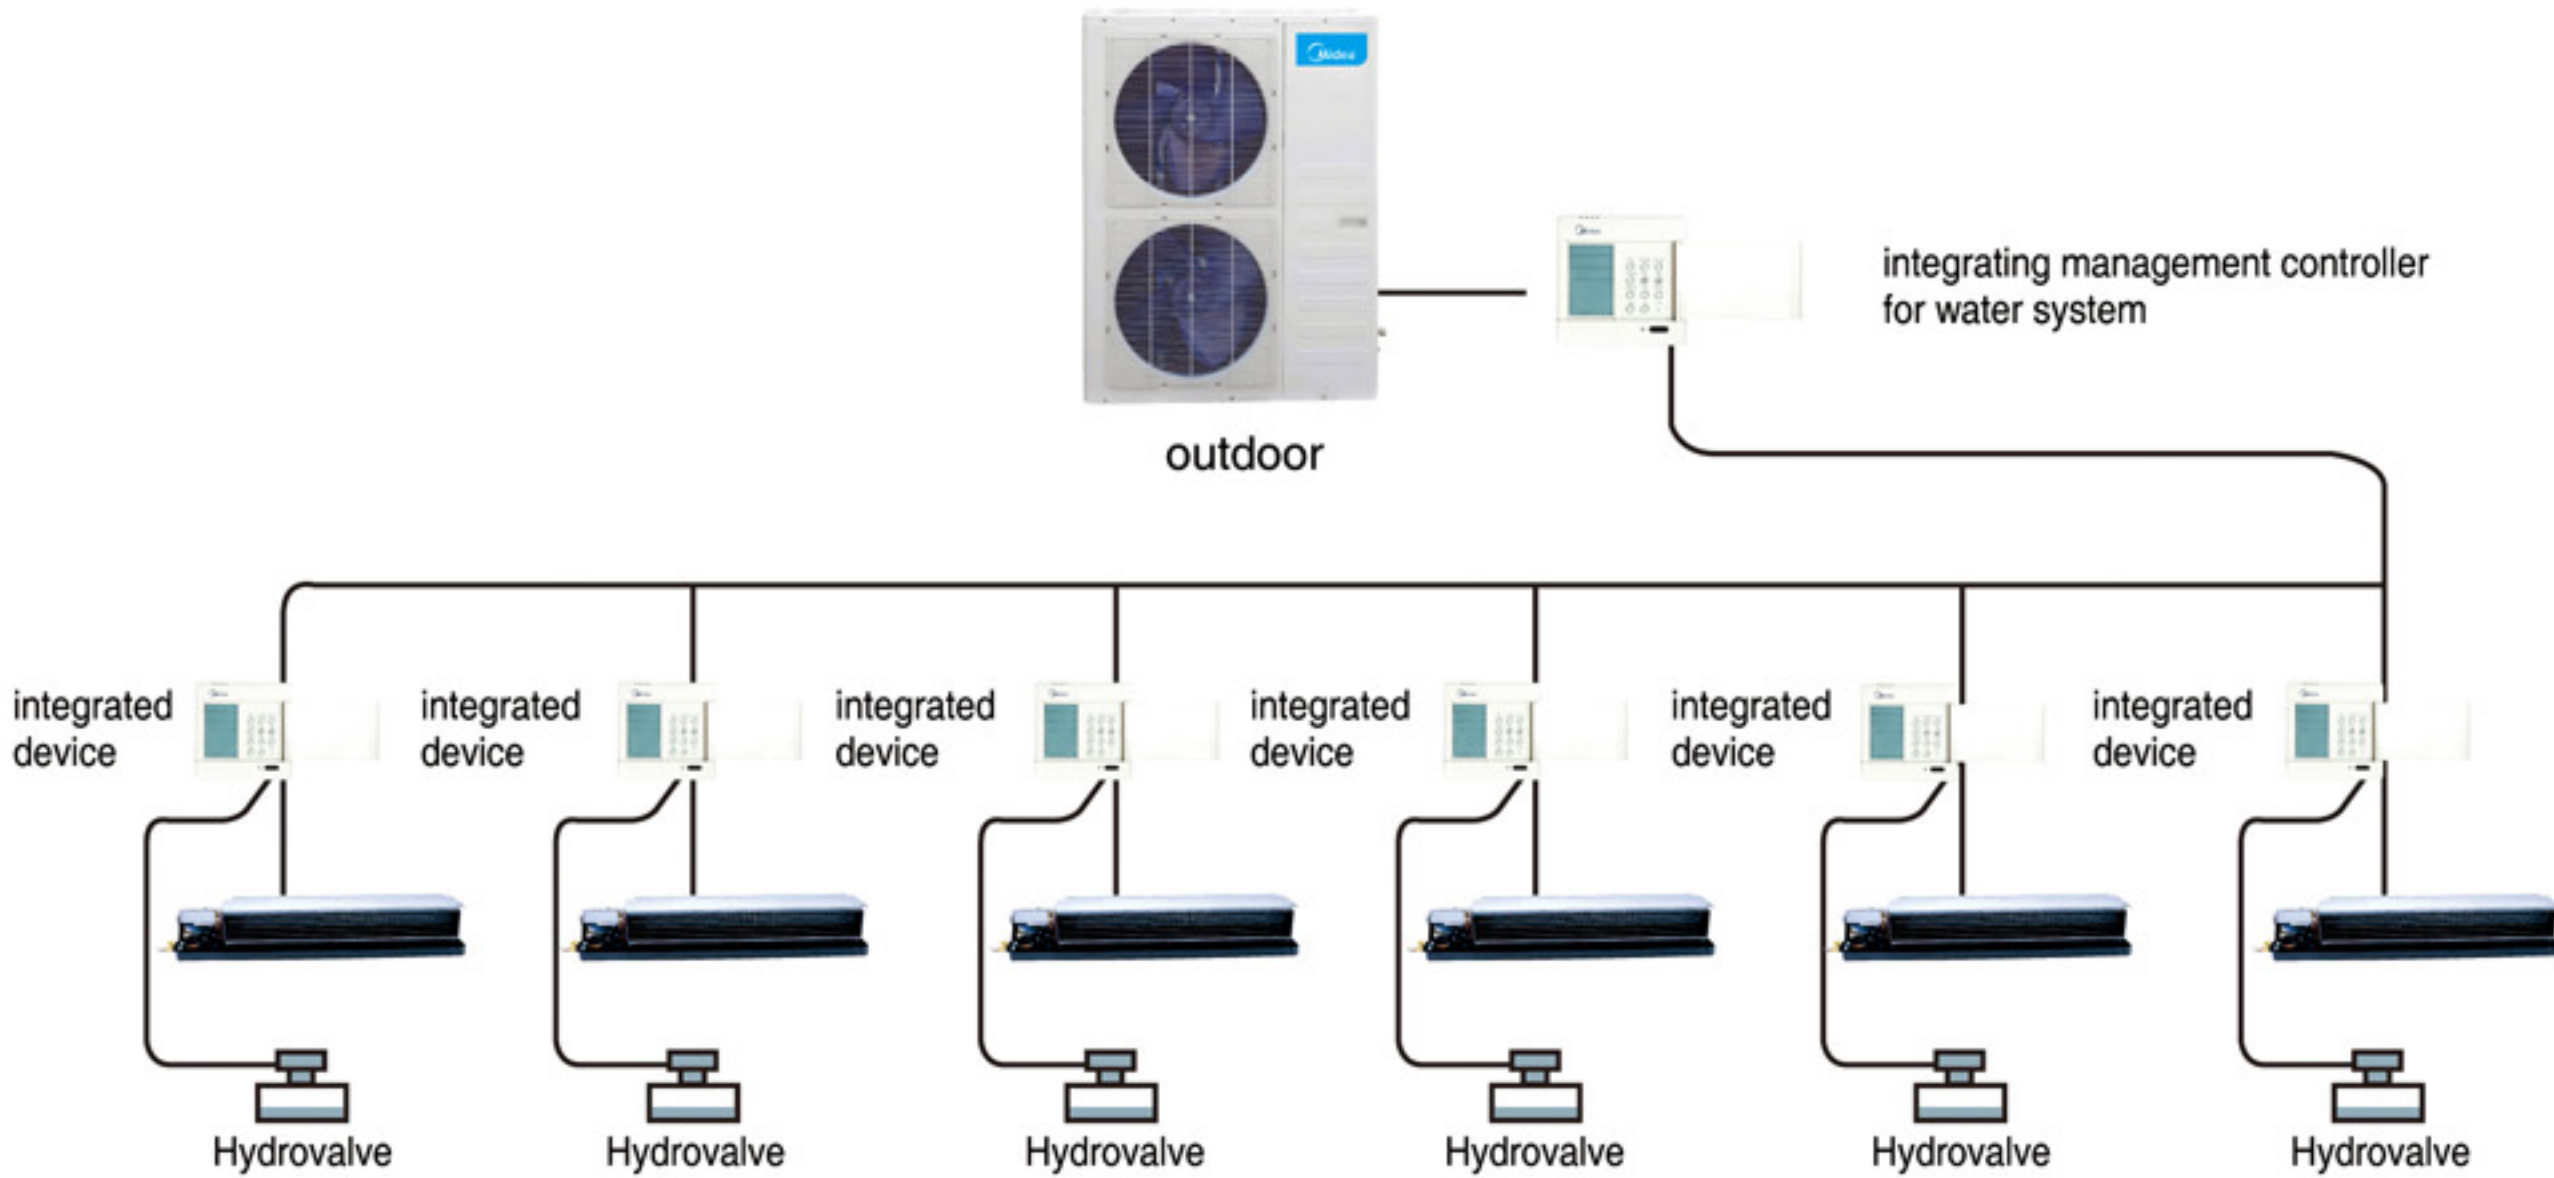 Midea
integrating management controller
for water system
outdoor
integrated
device
integrated
device
integrated
device
integrated
device
integrated
device
integrated
device
Hydrovalve
Hydrovalve
Hydrovalve
Hydrovalve
Hydrovalve
Hydrovalve